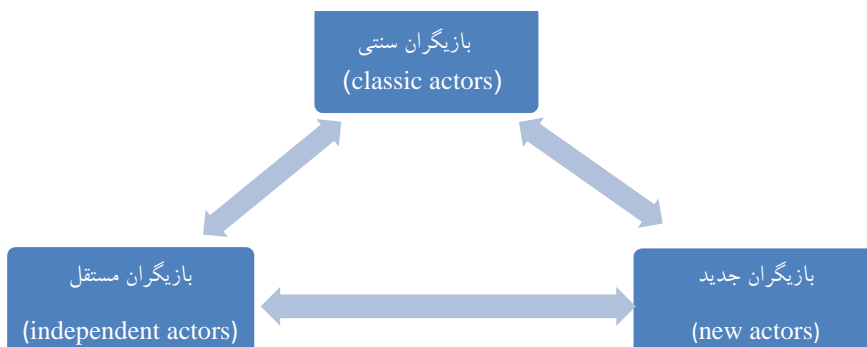 بازیگران سنتی
(classic actors)
بازیگران مستقل
(independent actors)
بازیگران جدید
(new actors)